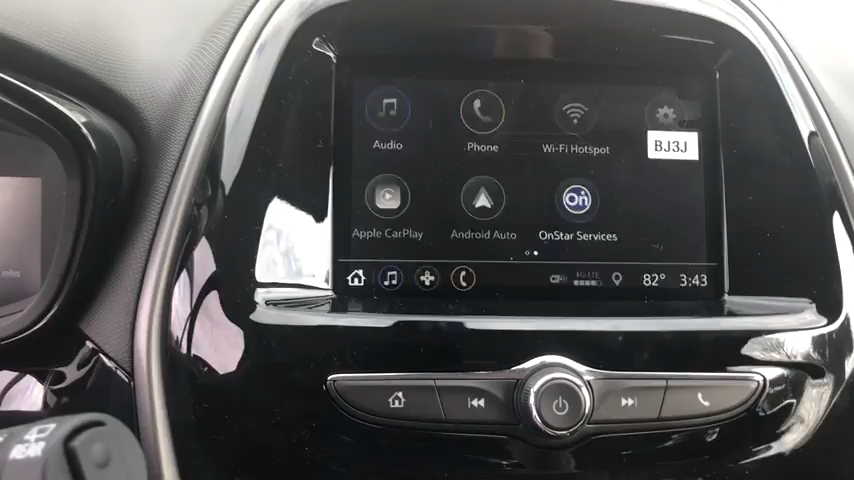 Audio
Phone
Wi-Fi Hotspot
BJ3J
Apple CarPlay
Android Auto
On
OnStar Services
4G LTE
82° 3:43
miles
REAR